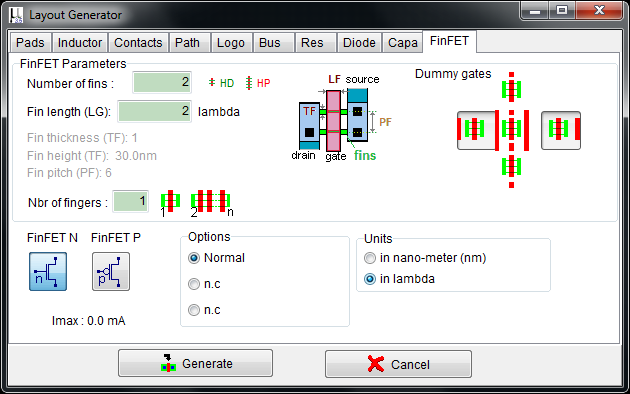 Layout Generator
Pads Inductor Contacts Path Logo Bus Res Diode Capa FinFET
FinFET Parameters
Number of fins : 2 HD HP
Fin length (LG): 2 lambda
Fin thickness (TF): 1
Fin height (TF): 30.0nm
Fin pitch (PF): 6
Nbr of fingers : 1 1 2 n
LF source
TF PF
drain gate fins
Dummy gates
FinFET N FinFET P
n p
Imax : 0.0 mA
Options
Normal
n.c
n.c
Units
in nano-meter (nm)
in lambda
Generate Cancel